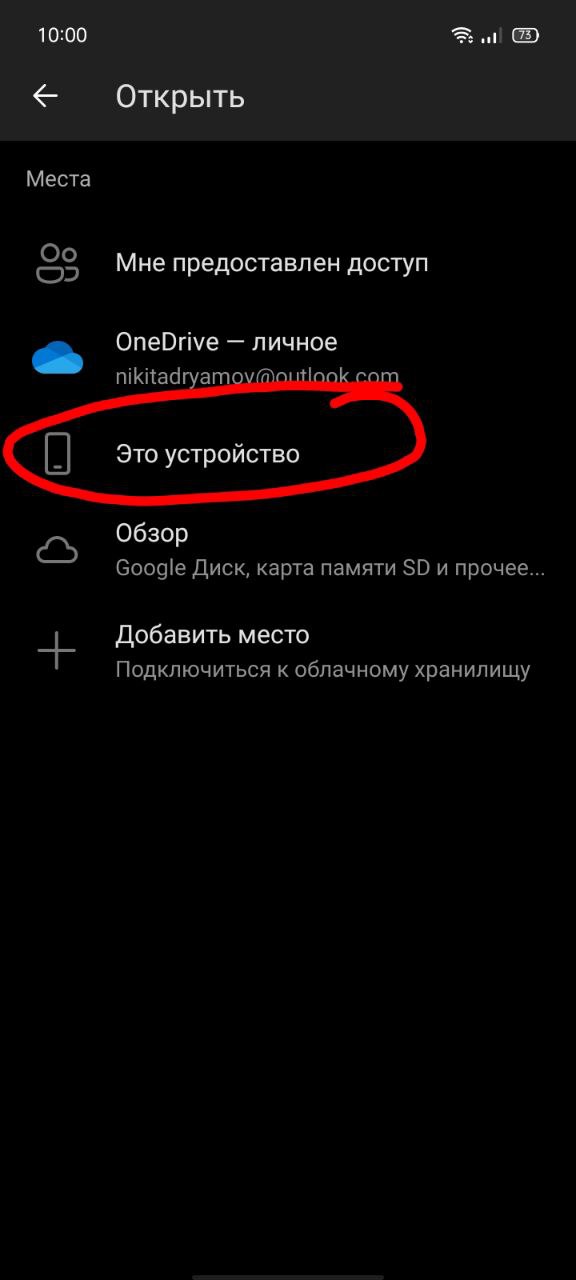 10:00
73
Открыть
Места
Мне предоставлен доступ
OneDrive — личное
nikitadryamov@outlook.com
Это устройство
Обзор
Google Диск, карта памяти SD и прочее...
Добавить место
Подключиться к облачному хранилищу